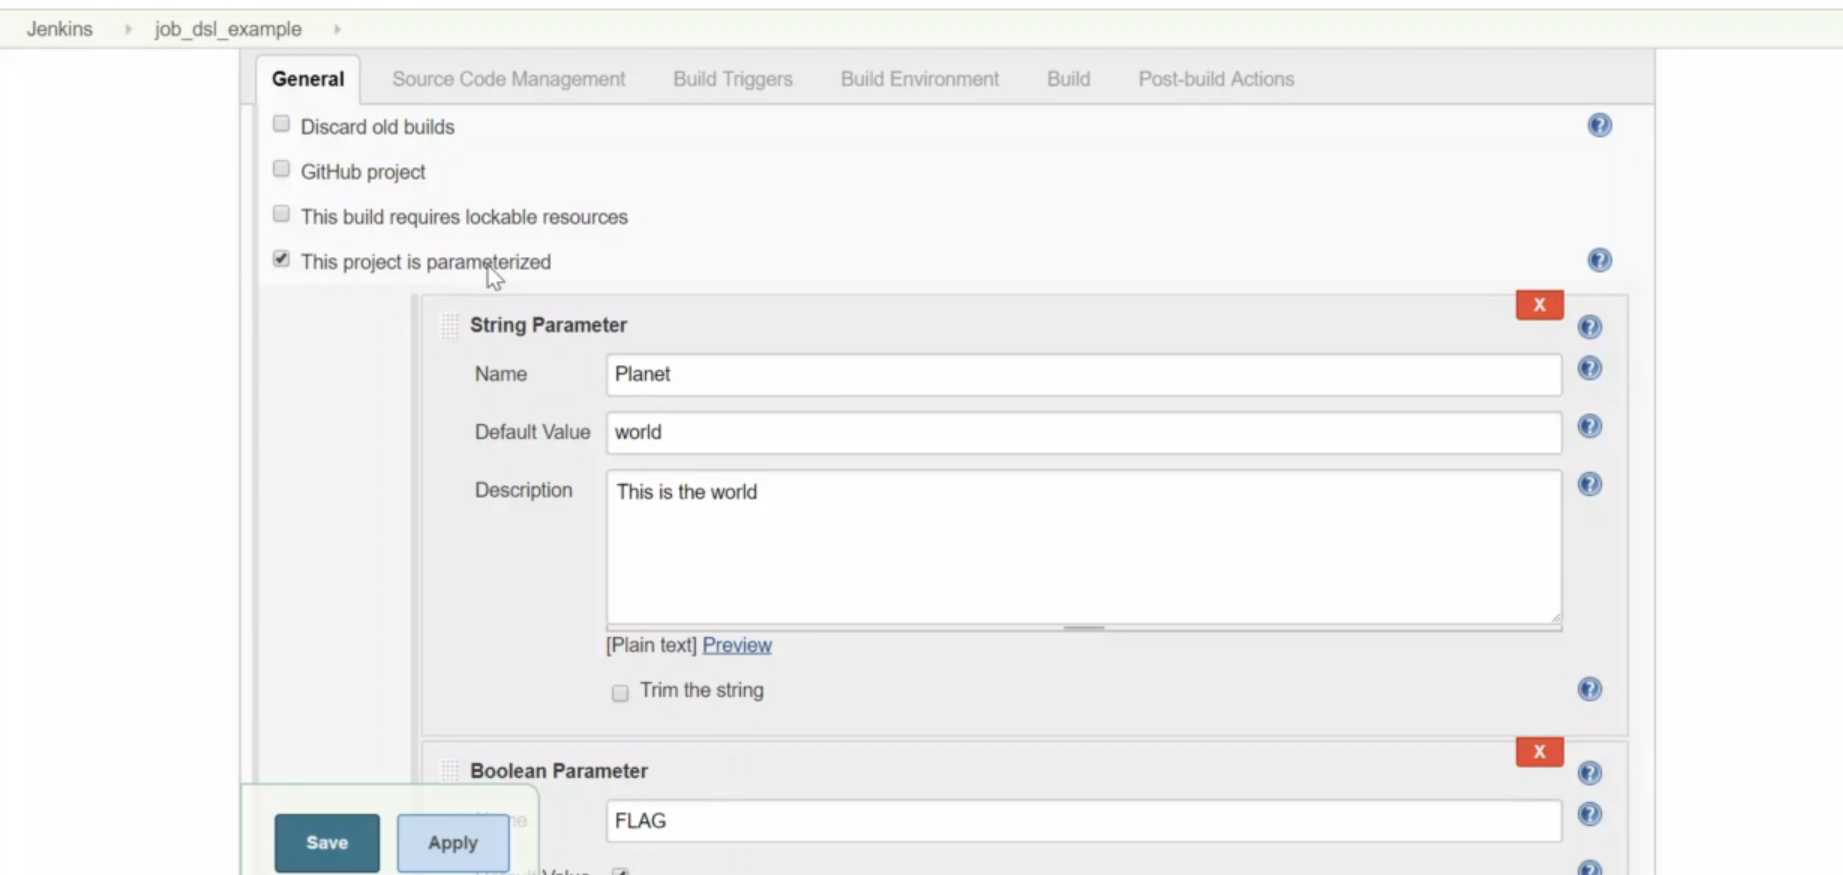 Jenkins job_dsl_example
General Source Code Management Build Triggers Build Environment Build Post-build Actions
Discard old builds
GitHub project
This build requires lockable resources
This project is parameterized
X
String Parameter
Name Planet
Default Value world
Description This is the world
[Plain text] Preview
Trim the string
X
Boolean Parameter
FLAG
Save Apply
Value